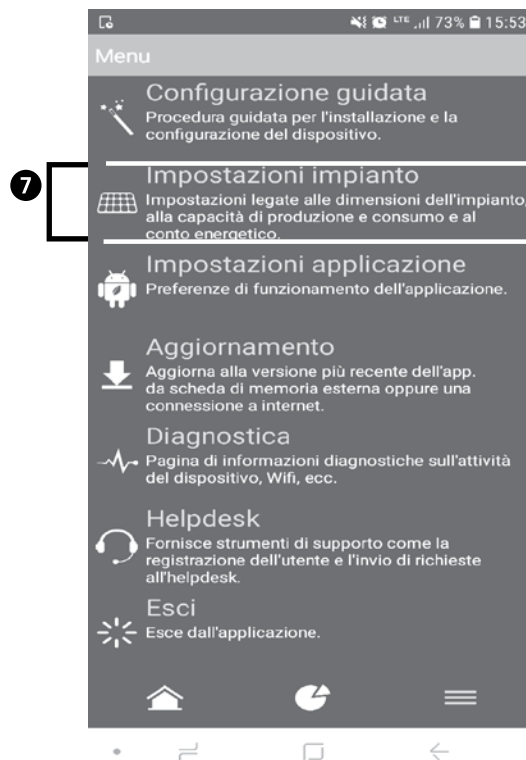 LTE 73% 15:53
Menu
Configurazione guidata
Procedura guidata per l'installazione e la
configurazione del dispositivo.
7
Impostazioni impianto
Impostazioni legate alle dimensioni dell'impianto,
alla capacità di produzione e consumo e al
conto energetico.
Impostazioni applicazione
Preferenze di funzionamento dell'applicazione.
Aggiornamento
Aggiorna alla versione più recente dell'app.
da scheda di memoria esterna oppure una
connessione a internet.
Diagnostica
Pagina di informazioni diagnostiche sull'attività
del dispositivo, Wifi, ecc.
Helpdesk
Fornisce strumenti di supporto come la
registrazione dell'utente e l'invio di richieste
all'helpdesk.
Esci
Esce dall'applicazione.